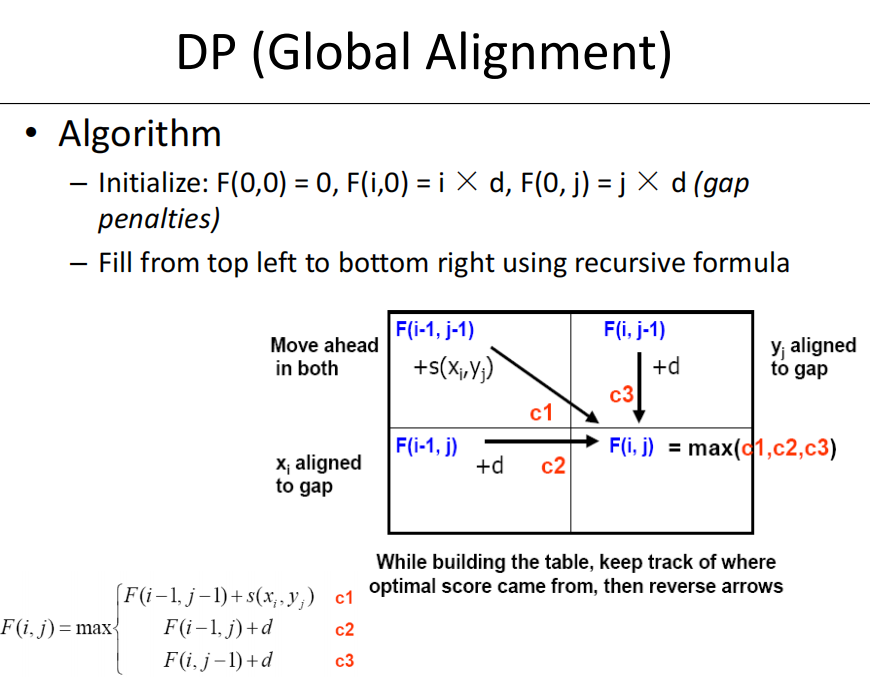 DP (Global Alignment)
• Algorithm
– Initialize: F(0,0) = 0, F(i,0) = i × d, F(0, j) = j × d (gap
penalties)
– Fill from top left to bottom right using recursive formula
Move ahead
in both
F(i-1, j-1)
+s(xᵢ,yⱼ)
c1
F(i, j-1)
+d
c3
yⱼ aligned
to gap
xᵢ aligned
to gap
F(i-1, j)
+d
c2
F(i, j) = max(c1,c2,c3)
While building the table, keep track of where
optimal score came from, then reverse arrows
F(i, j) = max{
F(i−1, j−1)+s(xᵢ, yⱼ) c1
F(i−1, j)+d c2
F(i, j−1)+d c3